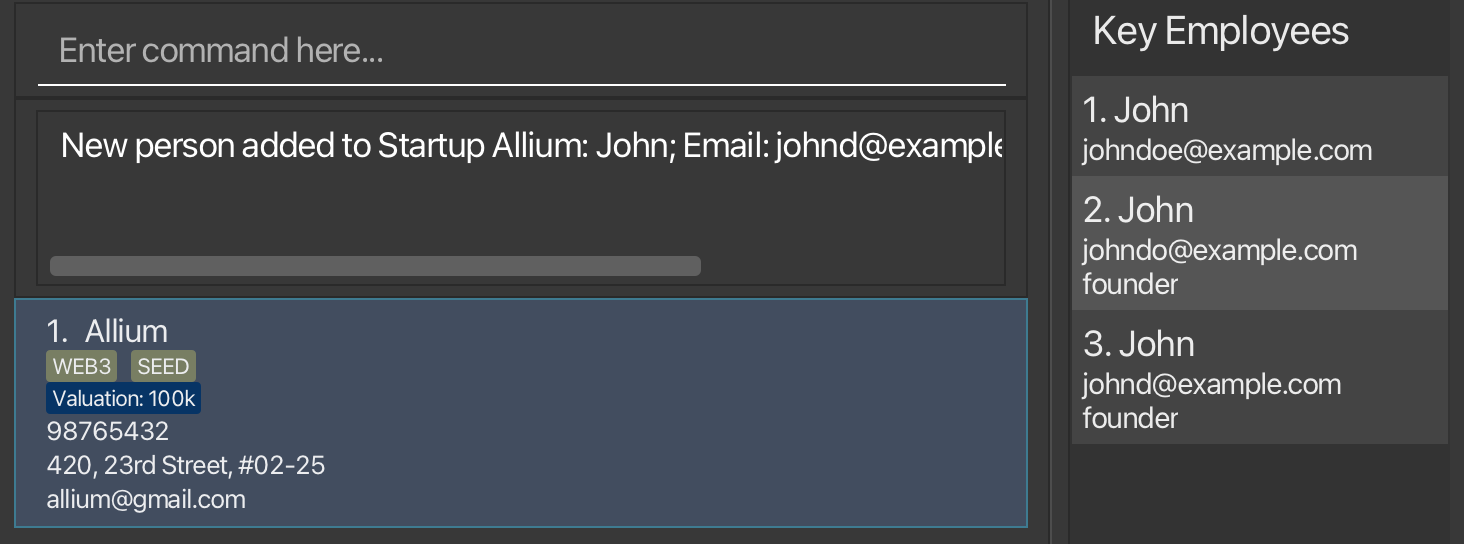 Enter command here...
New person added to Startup Allium: John; Email: johnd@example
1. Allium
WEB3 SEED
Valuation: 100k
98765432
420, 23rd Street, #02-25
allium@gmail.com
Key Employees
1. John
johndoe@example.com
2. John
johndo@example.com
founder
3. John
johnd@example.com
founder